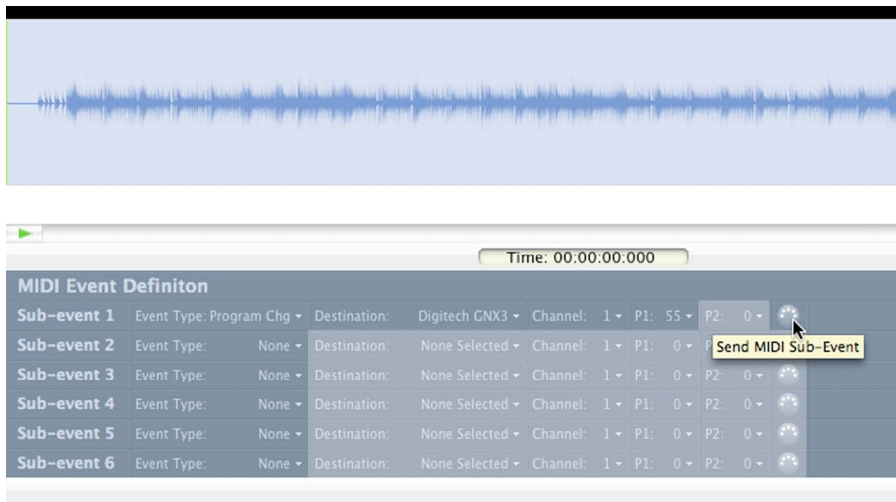 Time: 00:00:00:000
MIDI Event Definiton
Sub-event 1 Event Type: Program Chg Destination: Digitech GNX3 Channel: 1 P1: 55 P2: 0
Sub-event 2 Event Type: None Destination: None Selected Channel: 1 P1: 0 P
Send MIDI Sub-Event
Sub-event 3 Event Type: None Destination: None Selected Channel: 1 P1: 0 P2: 0
Sub-event 4 Event Type: None Destination: None Selected Channel: 1 P1: 0 P2: 0
Sub-event 5 Event Type: None Destination: None Selected Channel: 1 P1: 0 P2: 0
Sub-event 6 Event Type: None Destination: None Selected Channel: 1 P1: 0 P2: 0